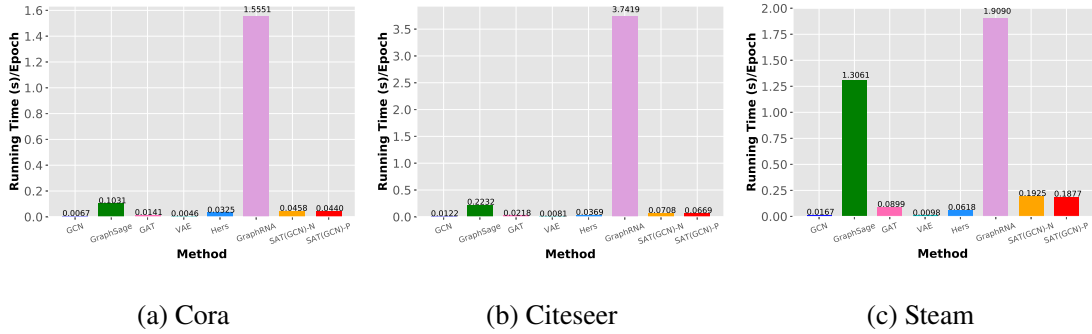 Running Time (s)/Epoch
1.6
1.4
1.2
1.0
0.8
0.6
0.4
0.2
0.0
0.0067
0.1031
0.0141
0.0046
0.0325
1.5551
0.0458
0.0440
GCN
GraphSage
GAT
VAE
Hers
GraphRNA
SAT(GCN)-N
SAT(GCN)-P
Method
(a) Cora
Running Time (s)/Epoch
3.5
3.0
2.5
2.0
1.5
1.0
0.5
0.0
0.0122
0.2232
0.0218
0.0081
0.0369
3.7419
0.0708
0.0669
GCN
GraphSage
GAT
VAE
Hers
GraphRNA
SAT(GCN)-N
SAT(GCN)-P
Method
(b) Citeseer
Running Time (s)/Epoch
2.00
1.75
1.50
1.25
1.00
0.75
0.50
0.25
0.00
0.0167
1.3061
0.0899
0.0098
0.0618
1.9090
0.1925
0.1877
GCN
GraphSage
GAT
VAE
Hers
GraphRNA
SAT(GCN)-N
SAT(GCN)-P
Method
(c) Steam